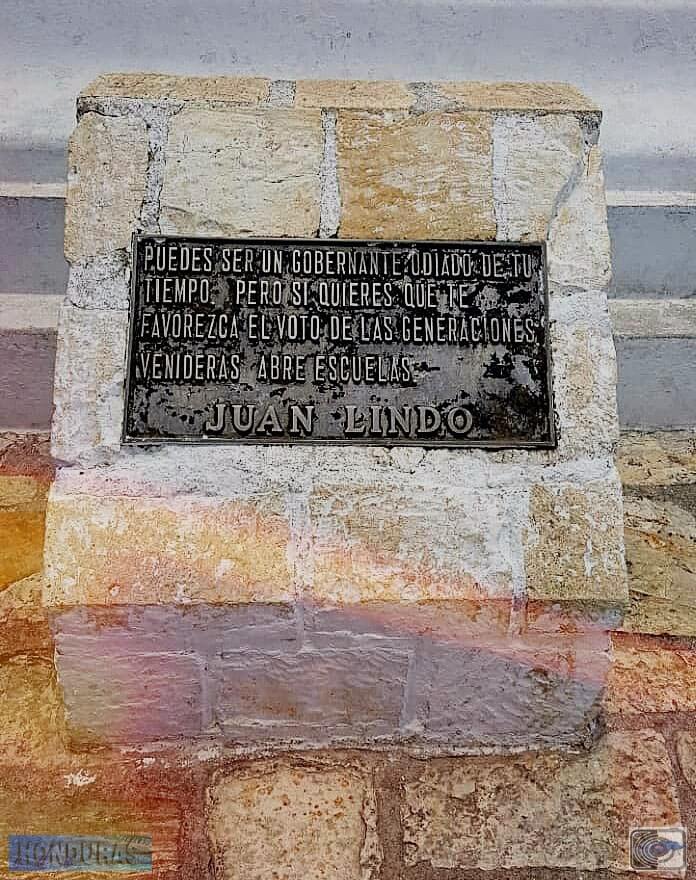 PUEDES SER UN GOBERNANTE ODIADO DE TU
TIEMPO, PERO SI QUIERES QUE TE
FAVOREZCA EL VOTO DE LAS GENERACIONES
VENIDERAS ABRE ESCUELAS
JUAN LINDO
HONDURAS